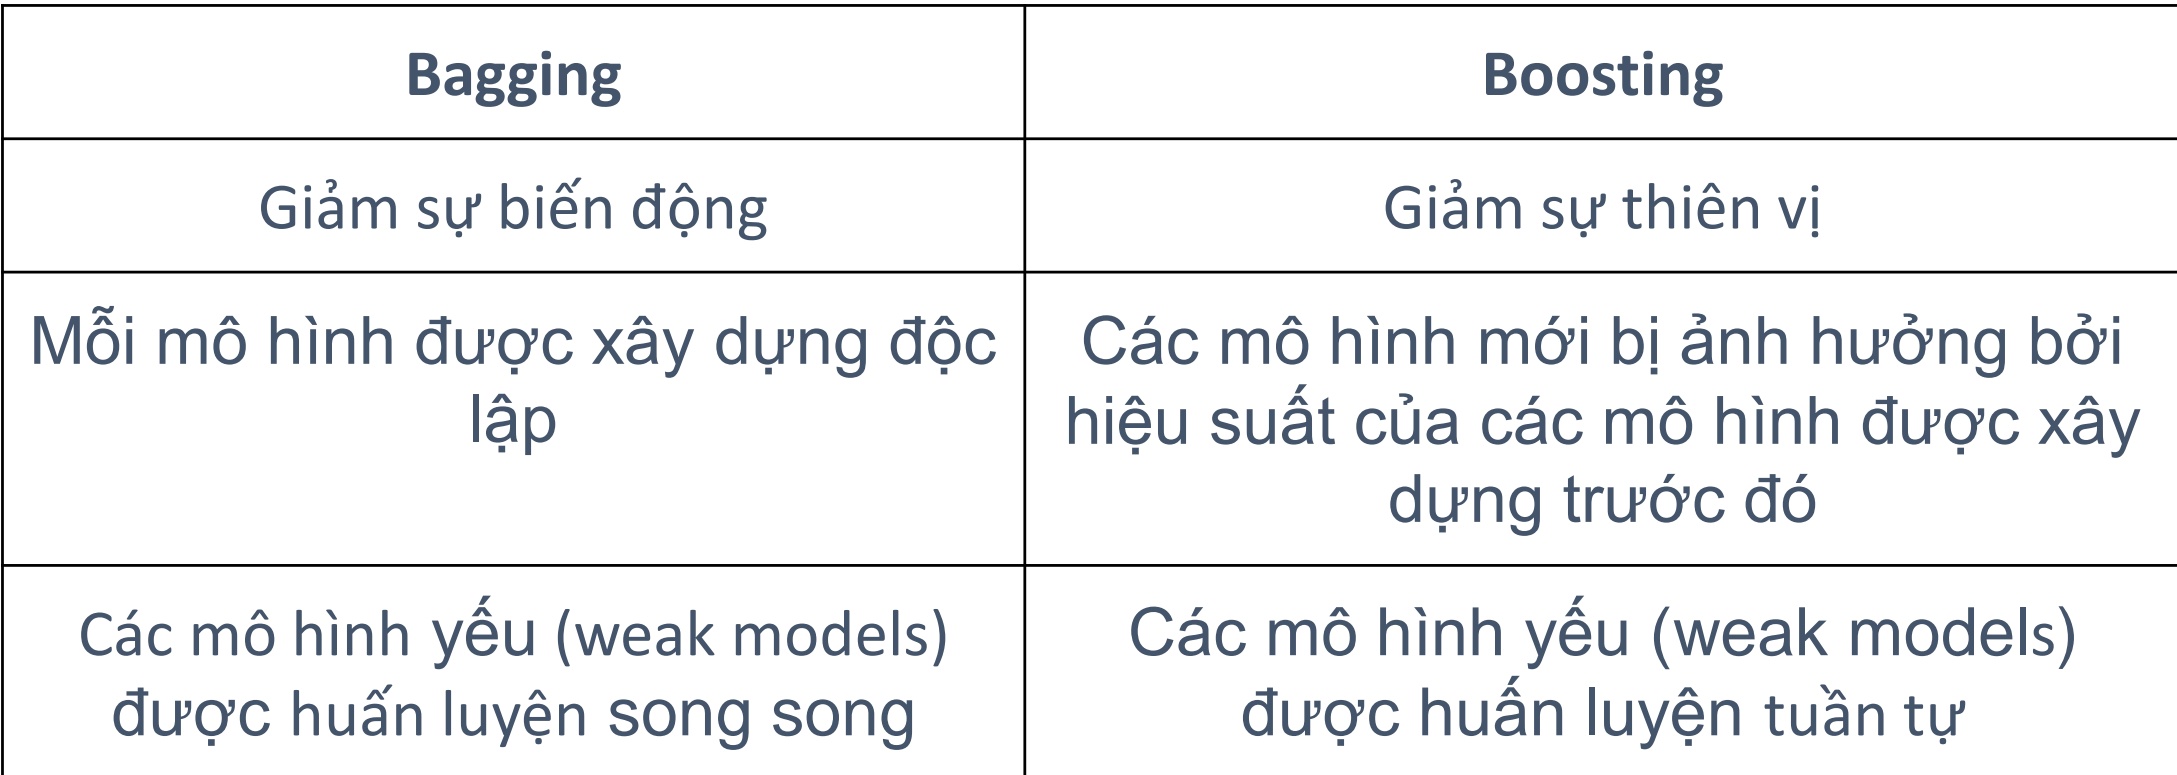 Bagging
Boosting
Giảm sự biến động
Giảm sự thiên vị
Mỗi mô hình được xây dựng độc
lập
Các mô hình mới bị ảnh hưởng bởi
hiệu suất của các mô hình được xây
dựng trước đó
Các mô hình yếu (weak models)
được huấn luyện song song
Các mô hình yếu (weak models)
được huấn luyện tuần tự